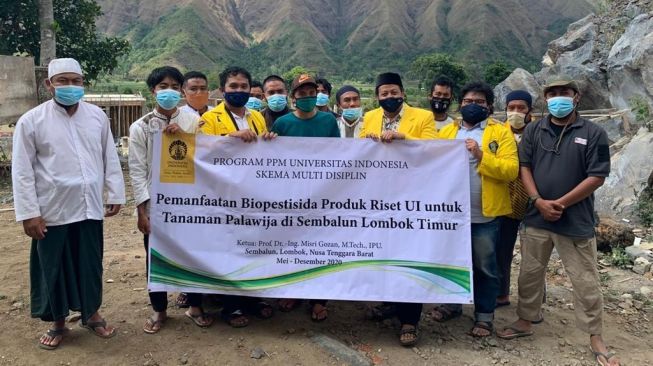 PROGRAM PPM UNIVERSITAS INDONESIA
SKEMA MULTI DISIPLIN
Pemanfaatan Biopestisida Produk Riset UI untuk
Tanaman Palawija di Sembalun Lombok Timur
Ketua: Prof. Dr. -Ing. Misri Gozan, M.Tech., IPU.
Sembalun, Lombok, Nusa Tenggara Barat
Mei - Desember 2020